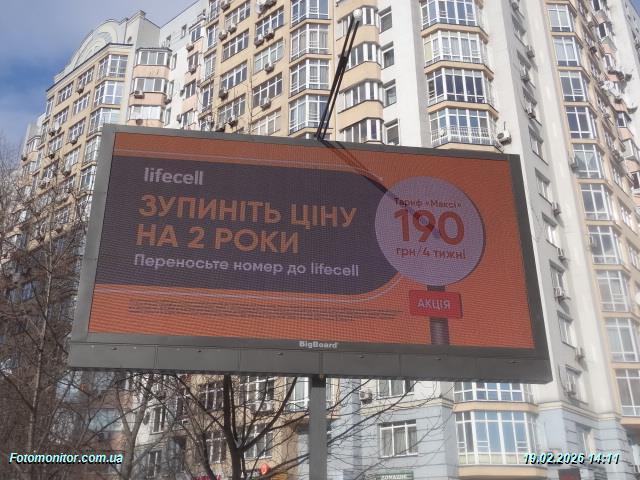 lifecell
ЗУПИНІТЬ ЦІНУ
НА 2 РОКИ
Переносьте номер до lifecell
Тариф «Максі»
190
грн/4 тижні
АКЦІЯ
BigBoard
Fotomonitor.com.ua
19.02.2026 14:11